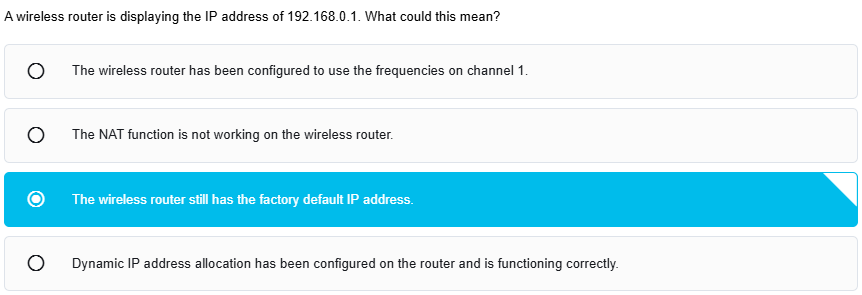 A wireless router is displaying the IP address of 192.168.0.1. What could this mean?
The wireless router has been configured to use the frequencies on channel 1.
The NAT function is not working on the wireless router.
The wireless router still has the factory default IP address.
Dynamic IP address allocation has been configured on the router and is functioning correctly.